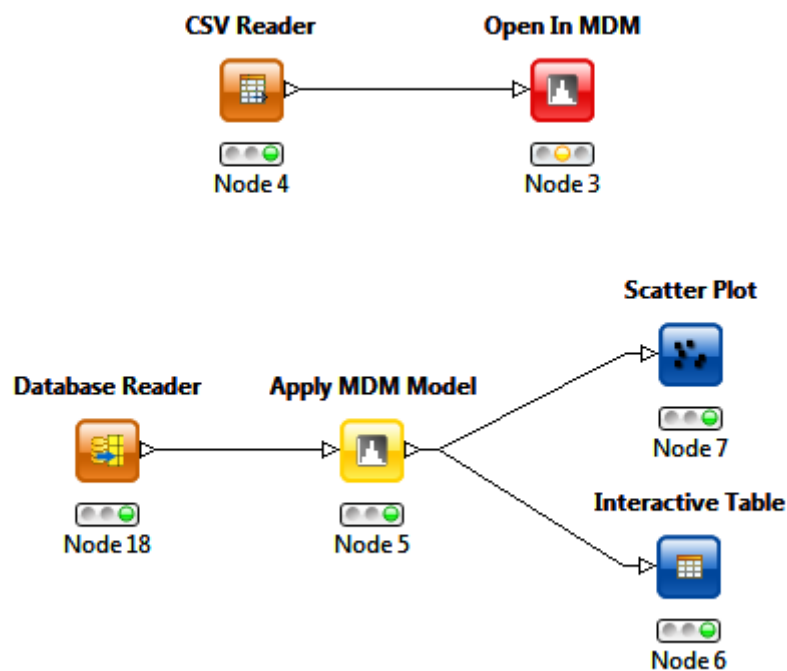 CSV Reader
Open In MDM
Node 4
Node 3
Scatter Plot
Database Reader
Apply MDM Model
Node 7
Interactive Table
Node 18
Node 5
Node 6